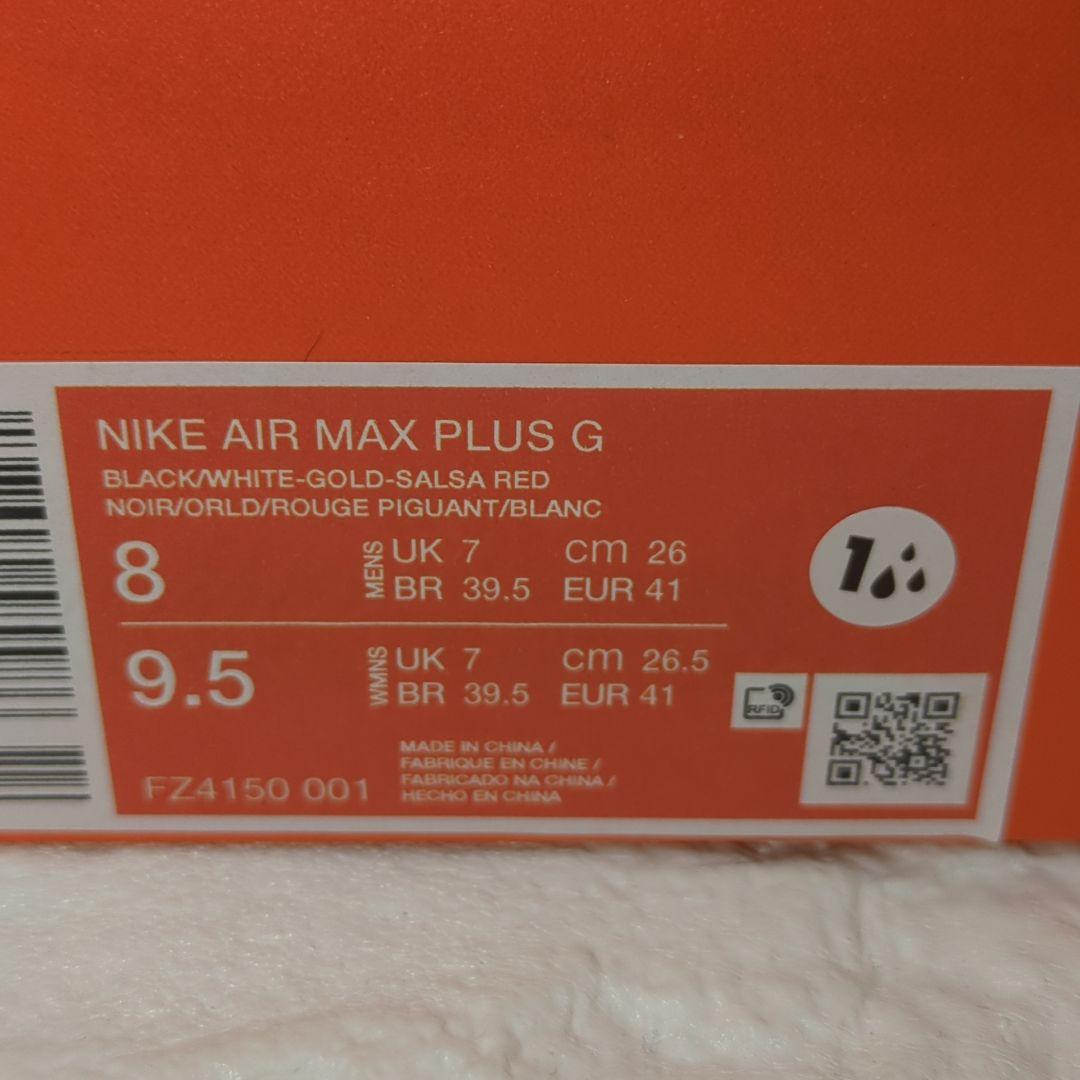 NIKE AIR MAX PLUS G
BLACK/WHITE-GOLD-SALSA RED
NOIR/ORLD/ROUGE PIGUANT/BLANC
8 MENS UK 7 cm 26
BR 39.5 EUR 41
1
9.5 WMNS UK 7 cm 26.5
BR 39.5 EUR 41
RFID
MADE IN CHINA /
FABRIQUE EN CHINE /
FABRICADO NA CHINA /
HECHO EN CHINA
FZ4150 001